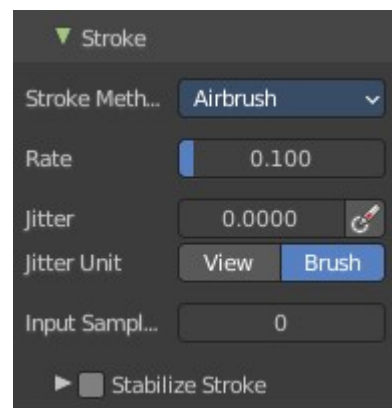 Stroke
Stroke Meth... Airbrush
Rate 0.100
Jitter 0.0000
Jitter Unit View Brush
Input Sampl... 0
Stabilize Stroke